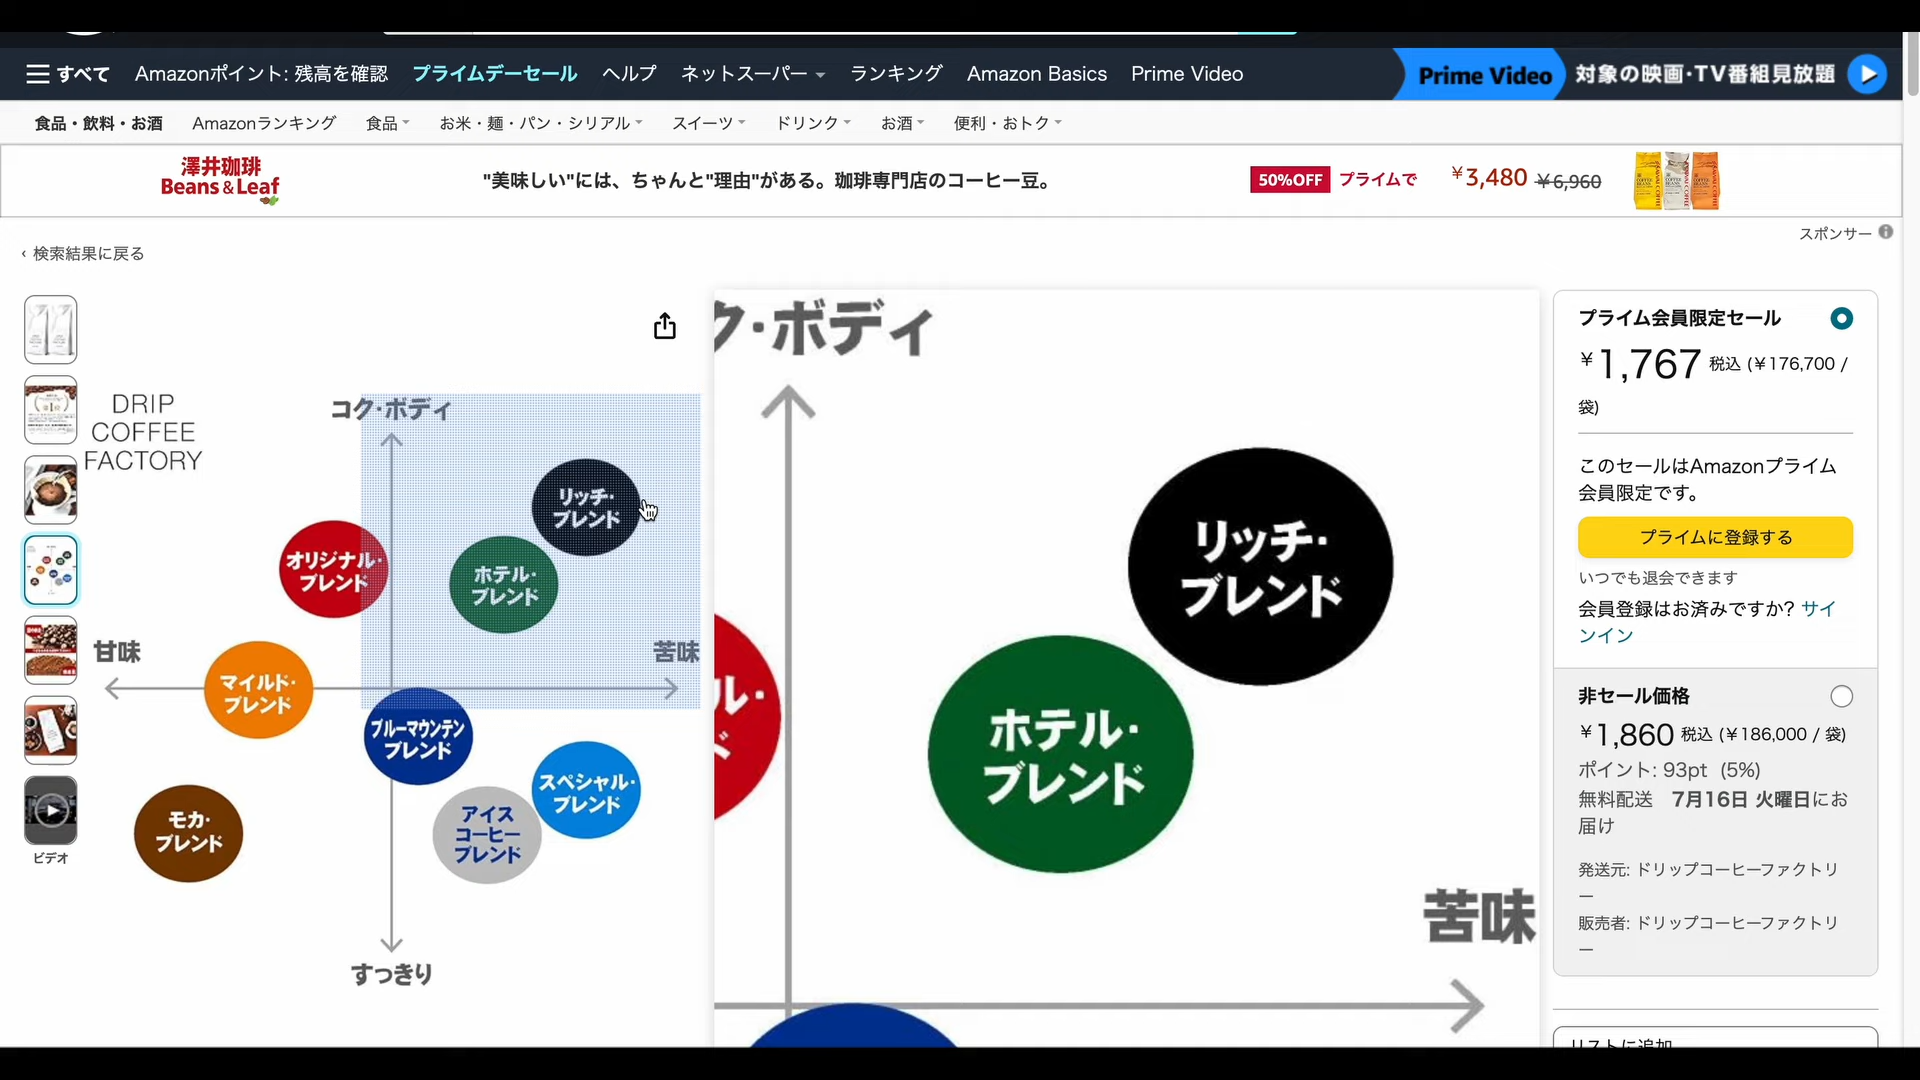 すべて
Amazonポイント: 残高を確認
プライムデーセール
ヘルプ
ネットスーパー
ランキング
Amazon Basics
Prime Video
Prime Video 対象の映画・TV番組見放題
食品・飲料・お酒
Amazonランキング
食品
お米・麺・パン・シリアル
スイーツ
ドリンク
お酒
便利・おトク
澤井珈琲
Beans & Leaf
"美味しい"には、ちゃんと"理由"がある。珈琲専門店のコーヒー豆。
50%OFF プライムで
¥3,480 ¥6,960
スポンサー
‹ 検索結果に戻る
DRIP
COFFEE
FACTORY
コク・ボディ
リッチ・
ブレンド
オリジナル・
ブレンド
ホテル・
ブレンド
甘味
苦味
マイルド・
ブレンド
ブルーマウンテン
ブレンド
スペシャル・
ブレンド
アイス
コーヒー
ブレンド
モカ・
ブレンド
すっきり
ビデオ
ク・ボディ
リッチ・
ブレンド
ホテル・
ブレンド
ル・
ド
苦味
プライム会員限定セール
¥1,767 税込 (¥176,700 /
袋)
このセールはAmazonプライム
会員限定です。
プライムに登録する
いつでも退会できます
会員登録はお済みですか? サイ
ンイン
非セール価格
¥1,860 税込 (¥186,000 / 袋)
ポイント: 93pt (5%)
無料配送 7月16日 火曜日にお
届け
発送元: ドリップコーヒーファクトリ
ー
販売者: ドリップコーヒーファクトリ
ー
リストに追加